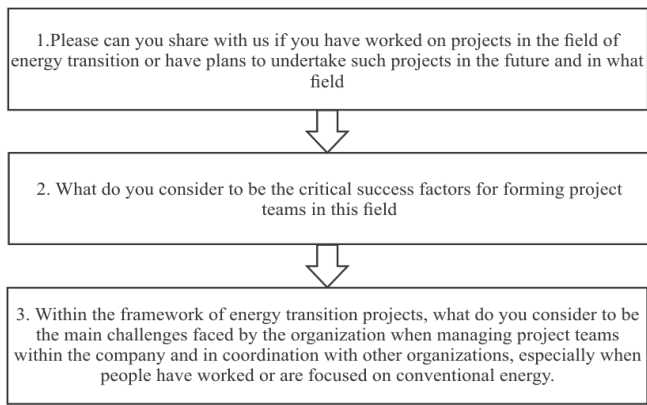 1.Please can you share with us if you have worked on projects in the field of
energy transition or have plans to undertake such projects in the future and in what
field
2. What do you consider to be the critical success factors for forming project
teams in this field
3. Within the framework of energy transition projects, what do you consider to be
the main challenges faced by the organization when managing project teams
within the company and in coordination with other organizations, especially when
people have worked or are focused on conventional energy.